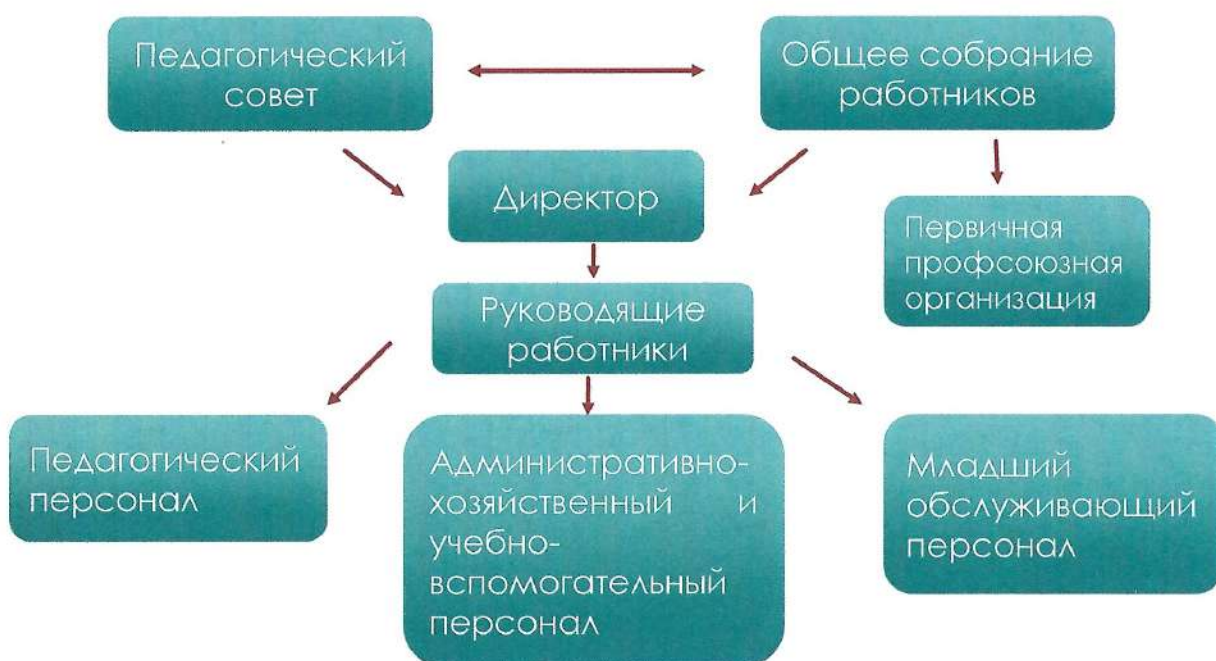 Педагогический
совет
Общее собрание
работников
Директор
Первичная
профсоюзная
организация
Руководящие
работники
Педагогический
персонал
Административно-
хозяйственный и
учебно-
вспомогательный
персонал
Младший
обслуживающий
персонал